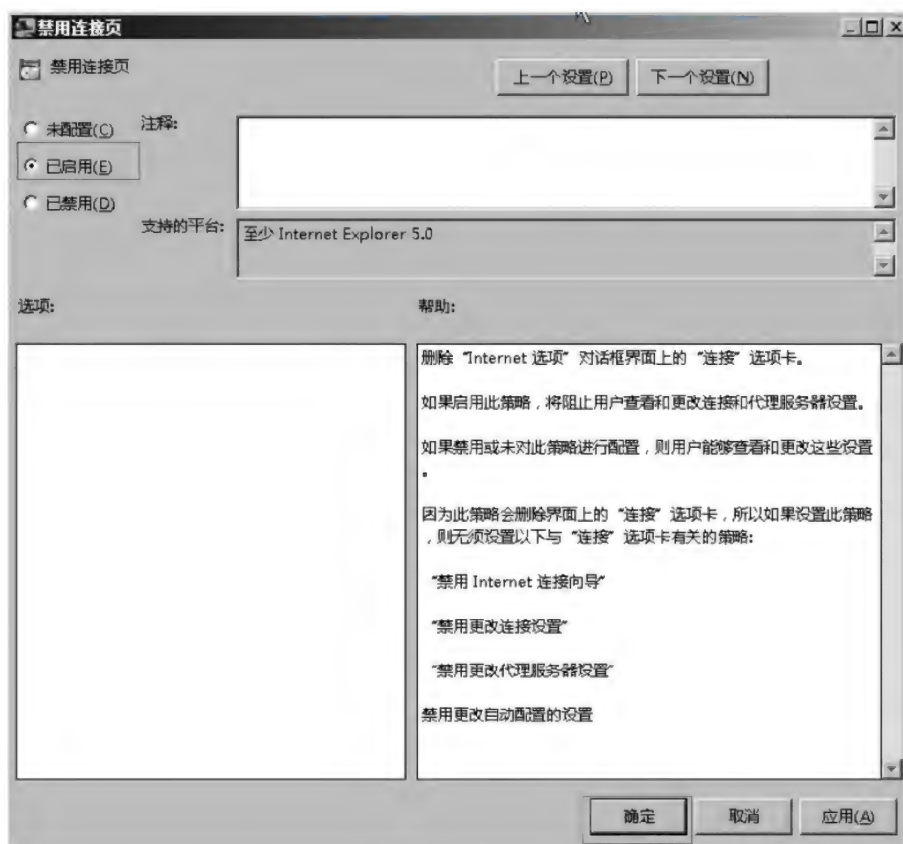 禁用连接页
禁用连接页
上一个设置(P)
下一个设置(N)
未配置(C)
注释:
已启用(E)
已禁用(D)
支持的平台:
至少 Internet Explorer 5.0
选项:
帮助:
删除 “Internet 选项” 对话框界面上的 “连接” 选项卡。
如果启用此策略，将阻止用户查看和更改连接和代理服务器设置。
如果禁用或未对此策略进行配置，则用户能够查看和更改这些设置
。
因为此策略会删除界面上的 “连接” 选项卡，所以如果设置此策略
，则无须设置以下与 “连接” 选项卡有关的策略:
“禁用 Internet 连接向导”
“禁用更改连接设置”
“禁用更改代理服务器设置”
禁用更改自动配置的设置
确定
取消
应用(A)